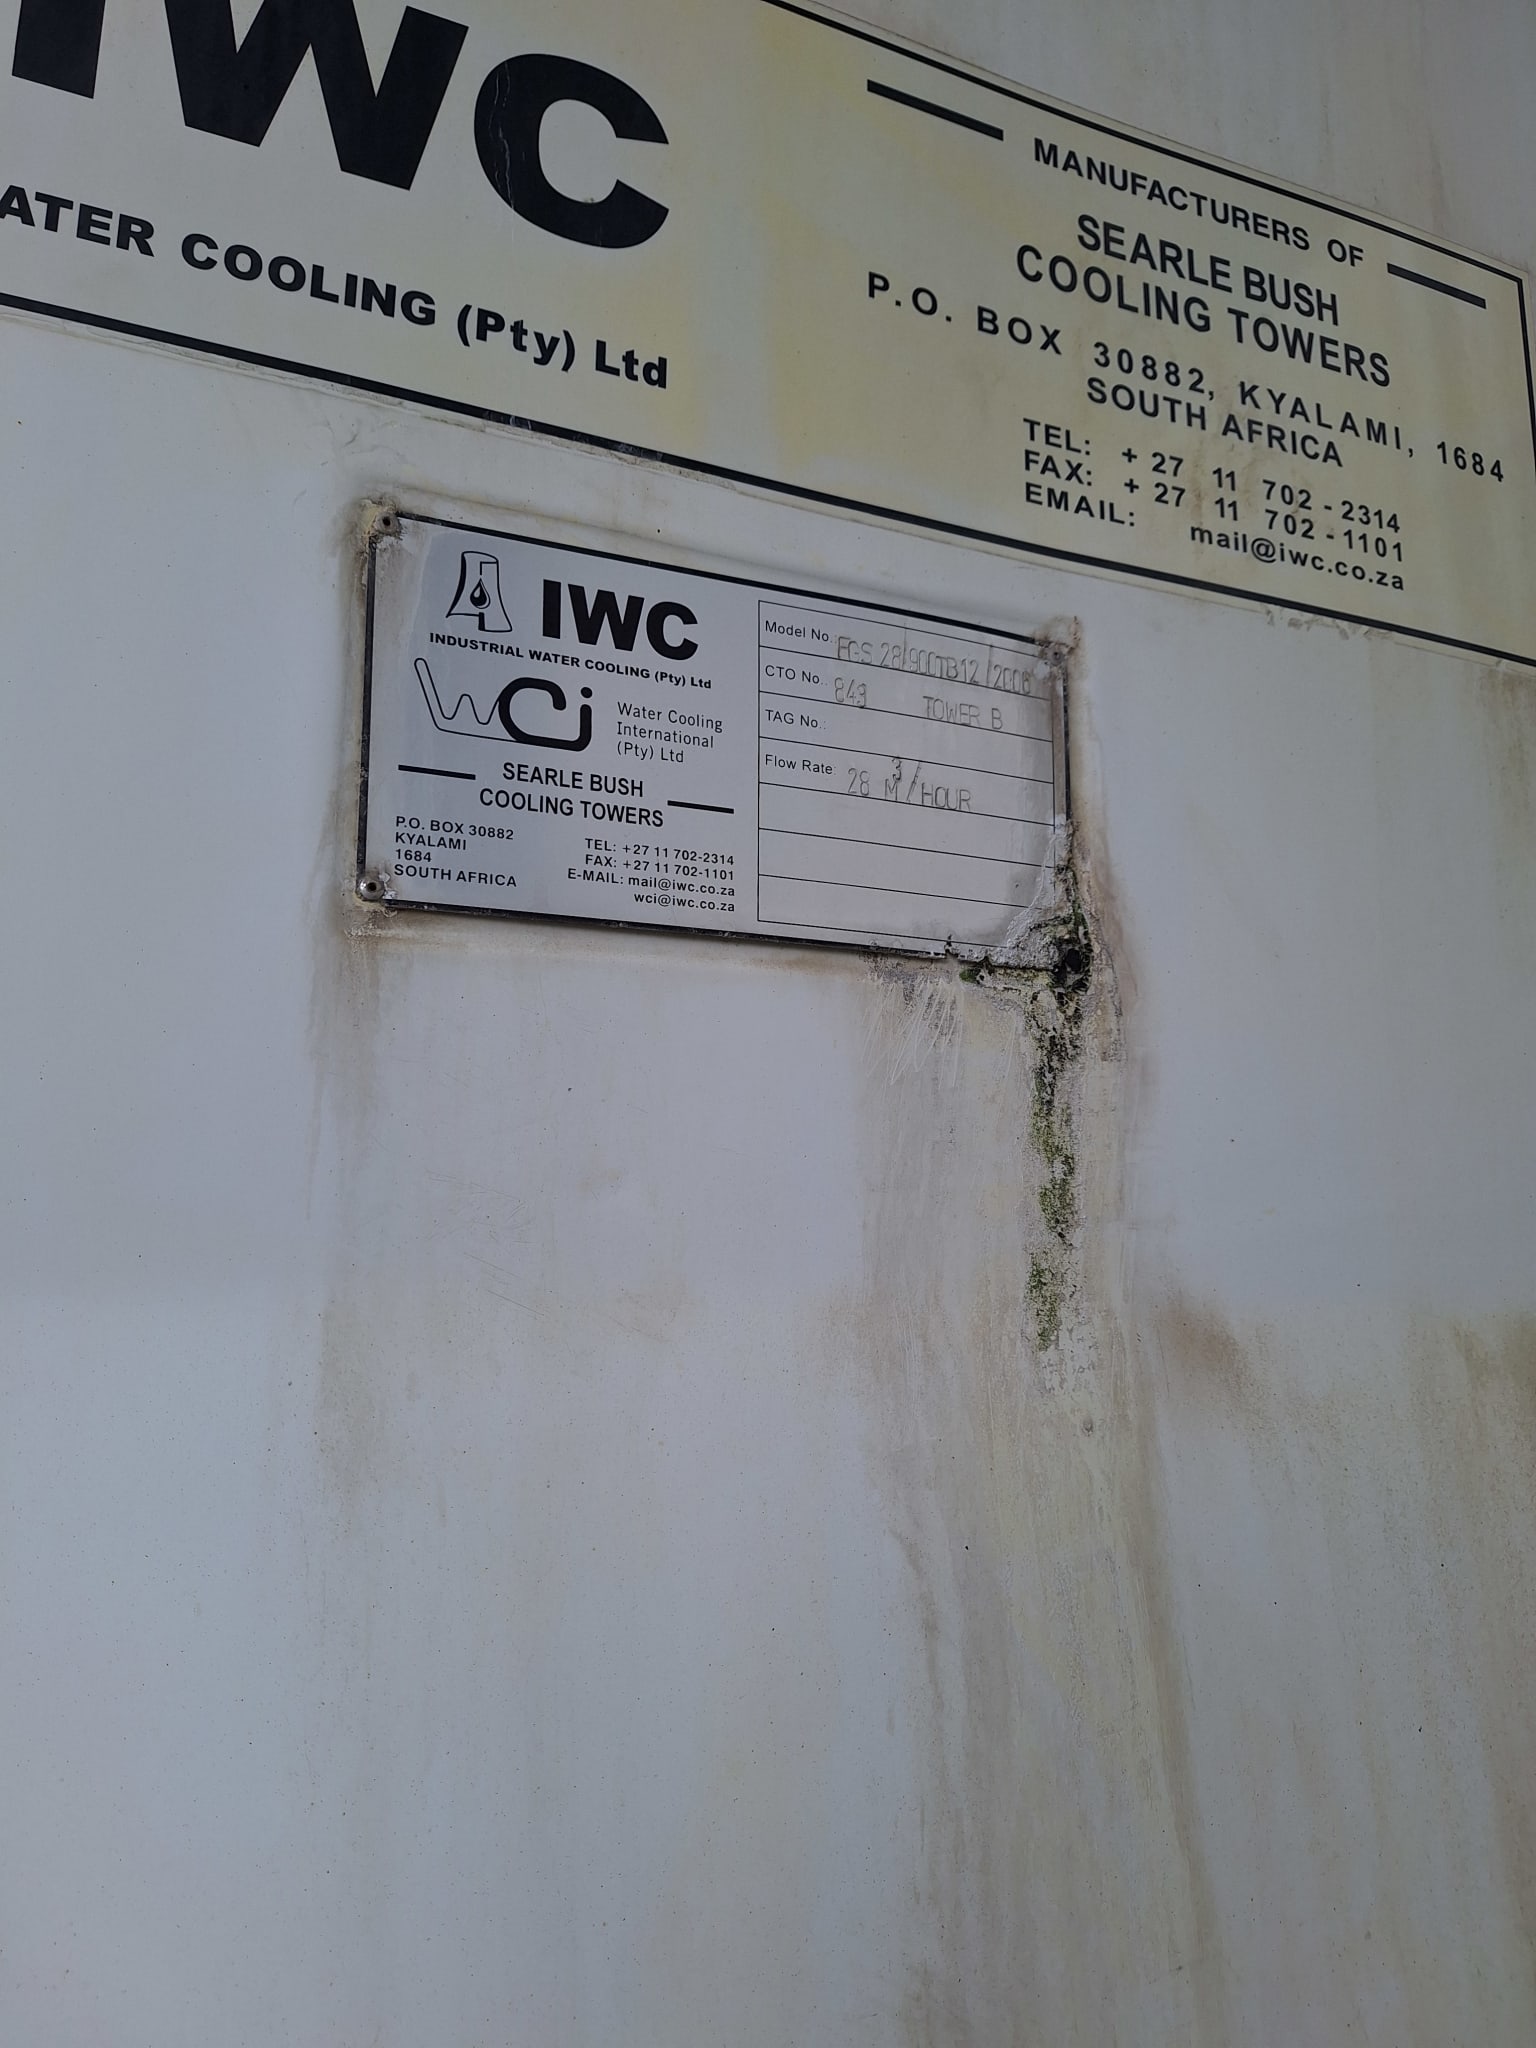 IWC
ATER COOLING (Pty) Ltd
MANUFACTURERS OF
SEARLE BUSH
COOLING TOWERS
P.O. BOX 30882, KYALAMI, 1684
SOUTH AFRICA
TEL: + 27 11 702 - 2314
FAX: + 27 11 702 - 1101
EMAIL: mail@iwc.co.za
IWC
INDUSTRIAL WATER COOLING (Pty) Ltd
wci Water Cooling
International
(Pty) Ltd
SEARLE BUSH
COOLING TOWERS
P.O. BOX 30882
KYALAMI
1684
SOUTH AFRICA
TEL: +27 11 702-2314
FAX: +27 11 702-1101
E-MAIL: mail@iwc.co.za
wci@iwc.co.za
Model No.: FGS 28/900TB12/2006
CTO No.: 849 TOWER B
TAG No.:
Flow Rate: 28 M³/HOUR